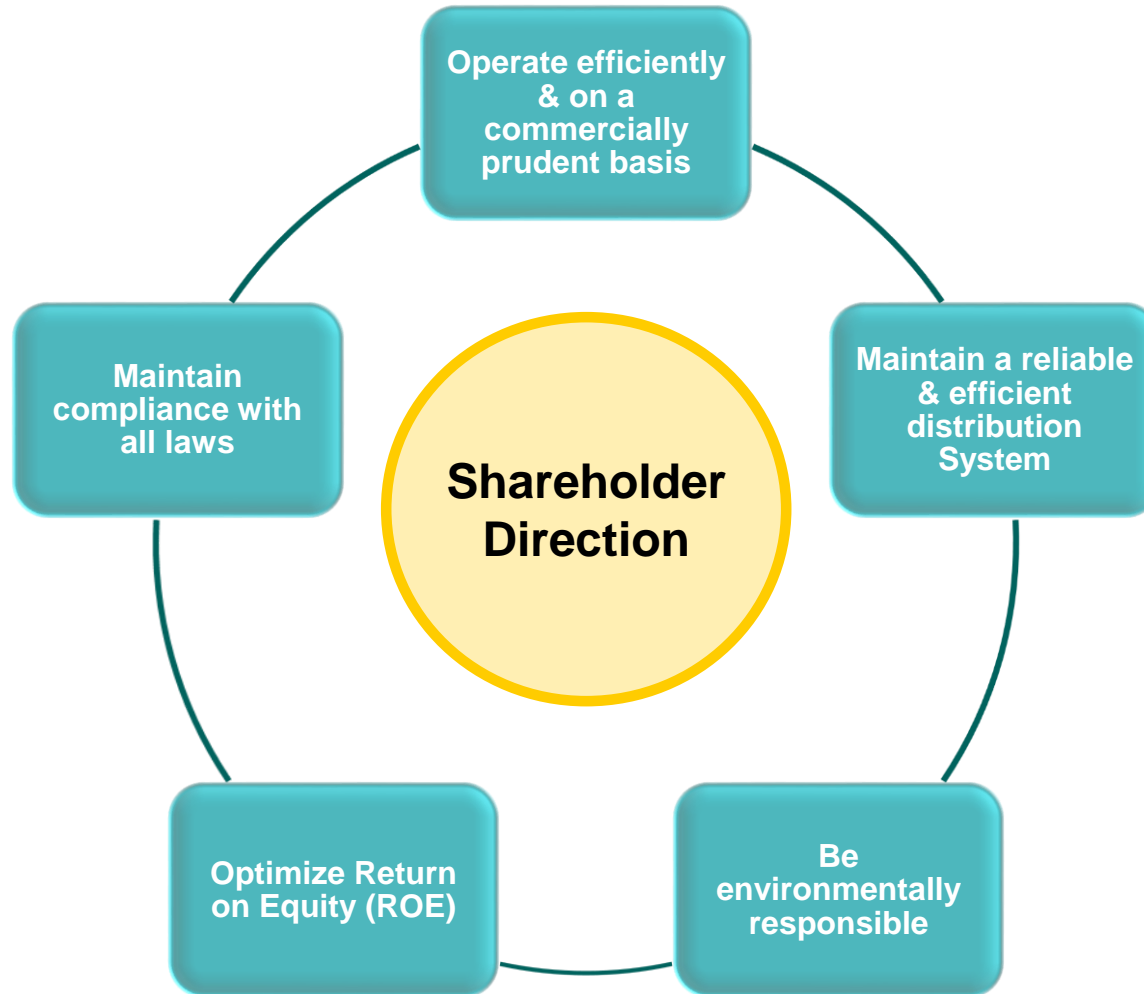 Operate efficiently
& on a
commercially
prudent basis
Maintain a reliable
& efficient
distribution
System
Be
environmentally
responsible
Optimize Return
on Equity (ROE)
Maintain
compliance with
all laws
Shareholder
Direction